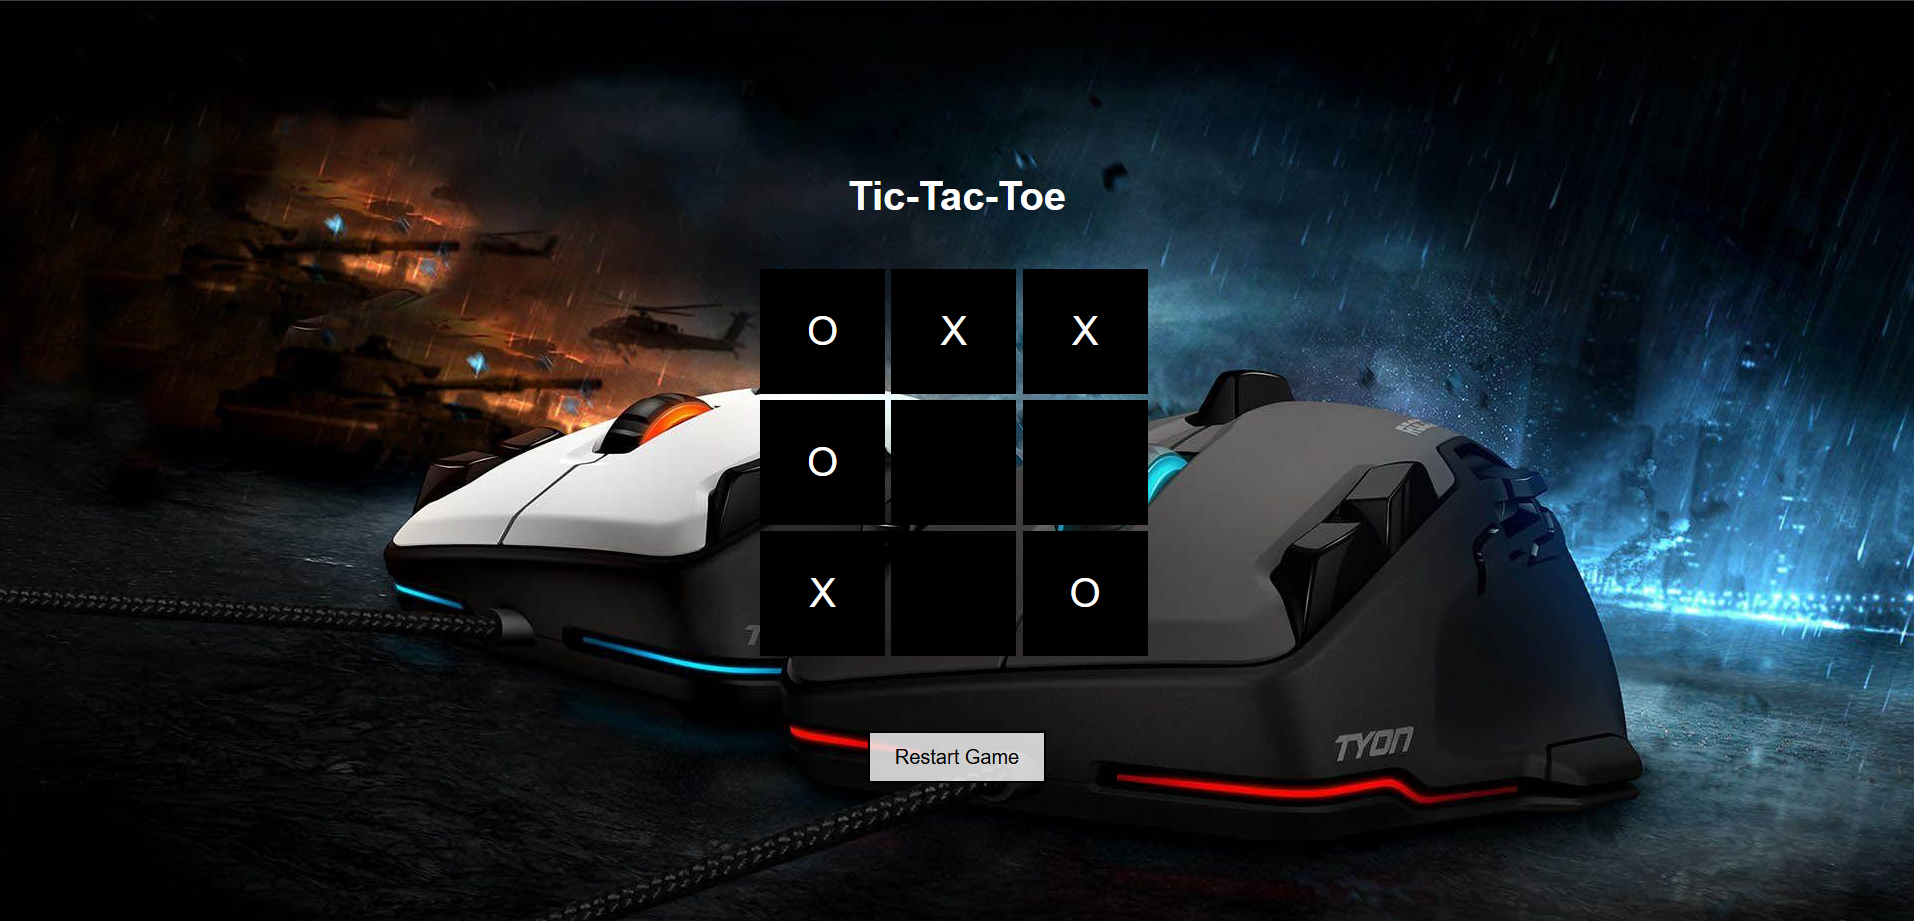 Tic-Tac-Toe
O X X
O
X O
TYON
Restart Game